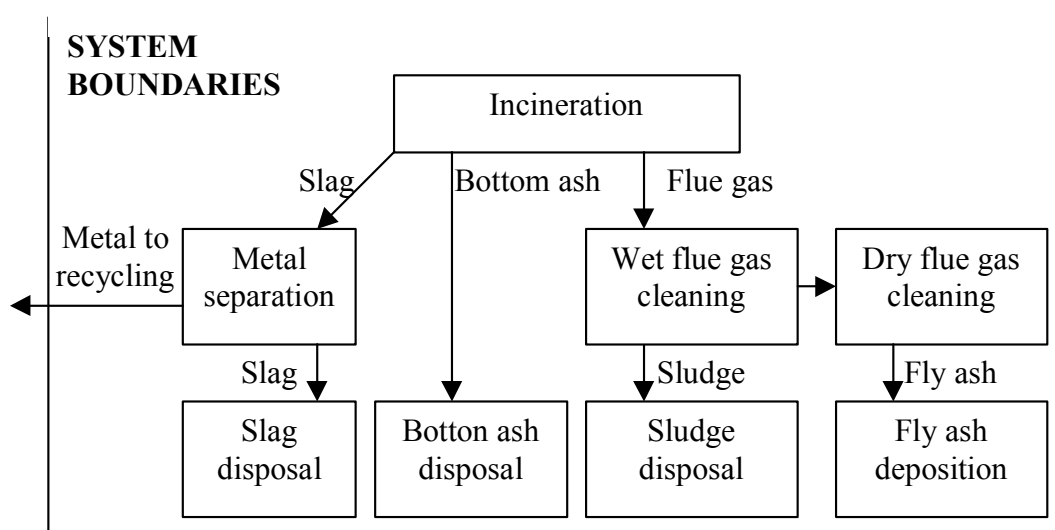 SYSTEM
BOUNDARIES
Incineration
Slag
Bottom ash
Flue gas
Metal to
recycling
Metal
separation
Wet flue gas
cleaning
Dry flue gas
cleaning
Slag
Sludge
Fly ash
Slag
disposal
Botton ash
disposal
Sludge
disposal
Fly ash
deposition